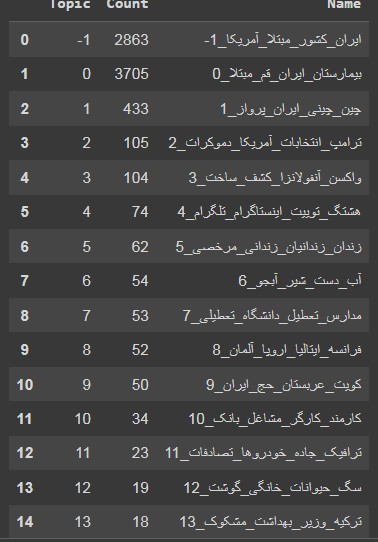 Topic Count Name
0 -1 2863 -1_ایران_کشور_مبتلا_آمریکا
1 0 3705 0_بیمارستان_ایران_قم_مبتلا
2 1 433 1_چین_چینی_ایران_پرواز
3 2 105 2_ترامپ_انتخابات_آمریکا_دموکرات
4 3 104 3_واکسن_آنفولانزا_کشف_ساخت
5 4 74 4_هشتگ_توییت_اینستاگرام_تلگرام
6 5 62 5_زندان_زندانیان_زندانی_مرخصی
7 6 54 6_آب_دست_شیر_آبجو
8 7 53 7_مدارس_تعطیل_دانشگاه_تعطیلی
9 8 52 8_فرانسه_ایتالیا_اروپا_آلمان
10 9 50 9_کویت_عربستان_حج_ایران
11 10 34 10_کارمند_کارگر_مشاغل_بانک
12 11 23 11_ترافیک_جاده_خودروها_تصادفات
13 12 19 12_سگ_حیوانات_خانگی_گوشت
14 13 18 13_ترکیه_وزیر_بهداشت_مشکوک